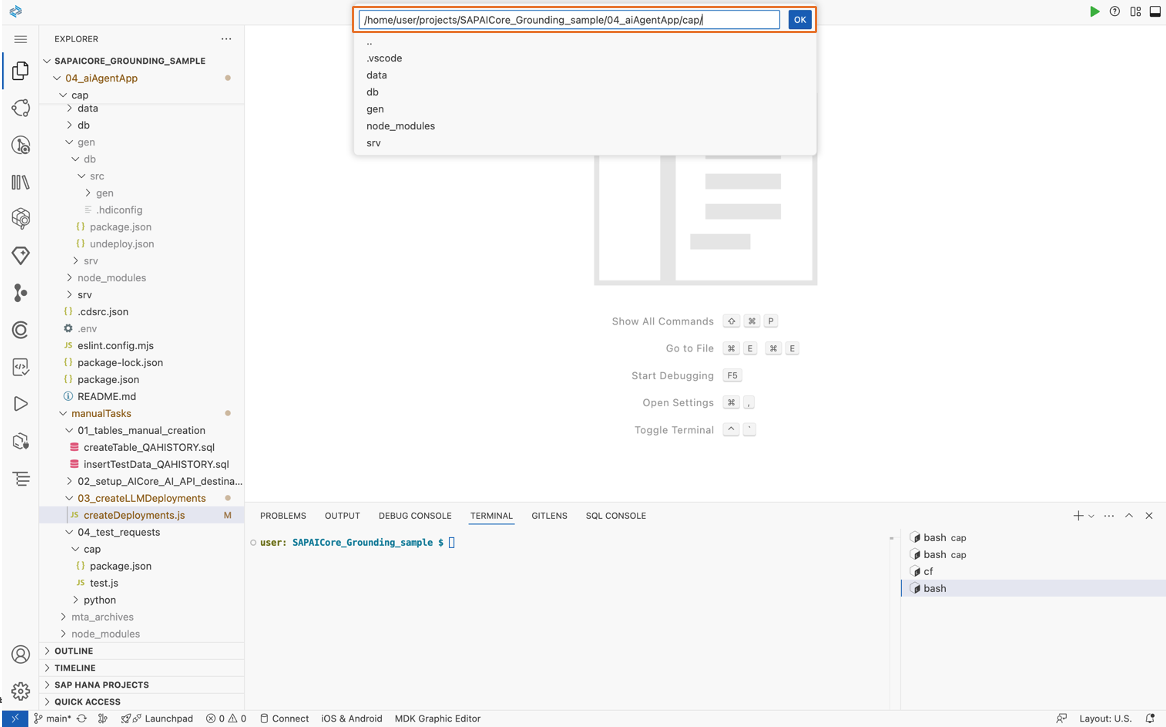 /home/user/projects/SAPAICore_Grounding_sample/04_aiAgentApp/cap/
OK
..
.vscode
data
db
gen
node_modules
srv
EXPLORER
SAPAICORE_GROUNDING_SAMPLE
04_aiAgentApp
cap
data
db
gen
db
src
gen
.hdiconfig
{} package.json
{} undeploy.json
srv
node_modules
srv
{} .cdsrc.json
.env
JS eslint.config.mjs
{} package-lock.json
{} package.json
README.md
manualTasks
01_tables_manual_creation
createTable_QAHISTORY.sql
insertTestData_QAHISTORY.sql
02_setup_AICore_AI_API_destina...
03_createLLMDeployments
JS createDeployments.js M
04_test_requests
cap
{} package.json
JS test.js
python
mta_archives
node_modules
OUTLINE
TIMELINE
SAP HANA PROJECTS
QUICK ACCESS
Show All Commands ⇧ ⌘ P
Go to File ⌘ E ⌘ E
Start Debugging F5
Open Settings ⌘ ,
Toggle Terminal ^ `
PROBLEMS OUTPUT DEBUG CONSOLE TERMINAL GITLENS SQL CONSOLE
user: SAPAICore_Grounding_sample $
bash cap
bash cap
cf
bash
main* Launchpad 0 0 Connect iOS & Android MDK Graphic Editor Layout: U.S.